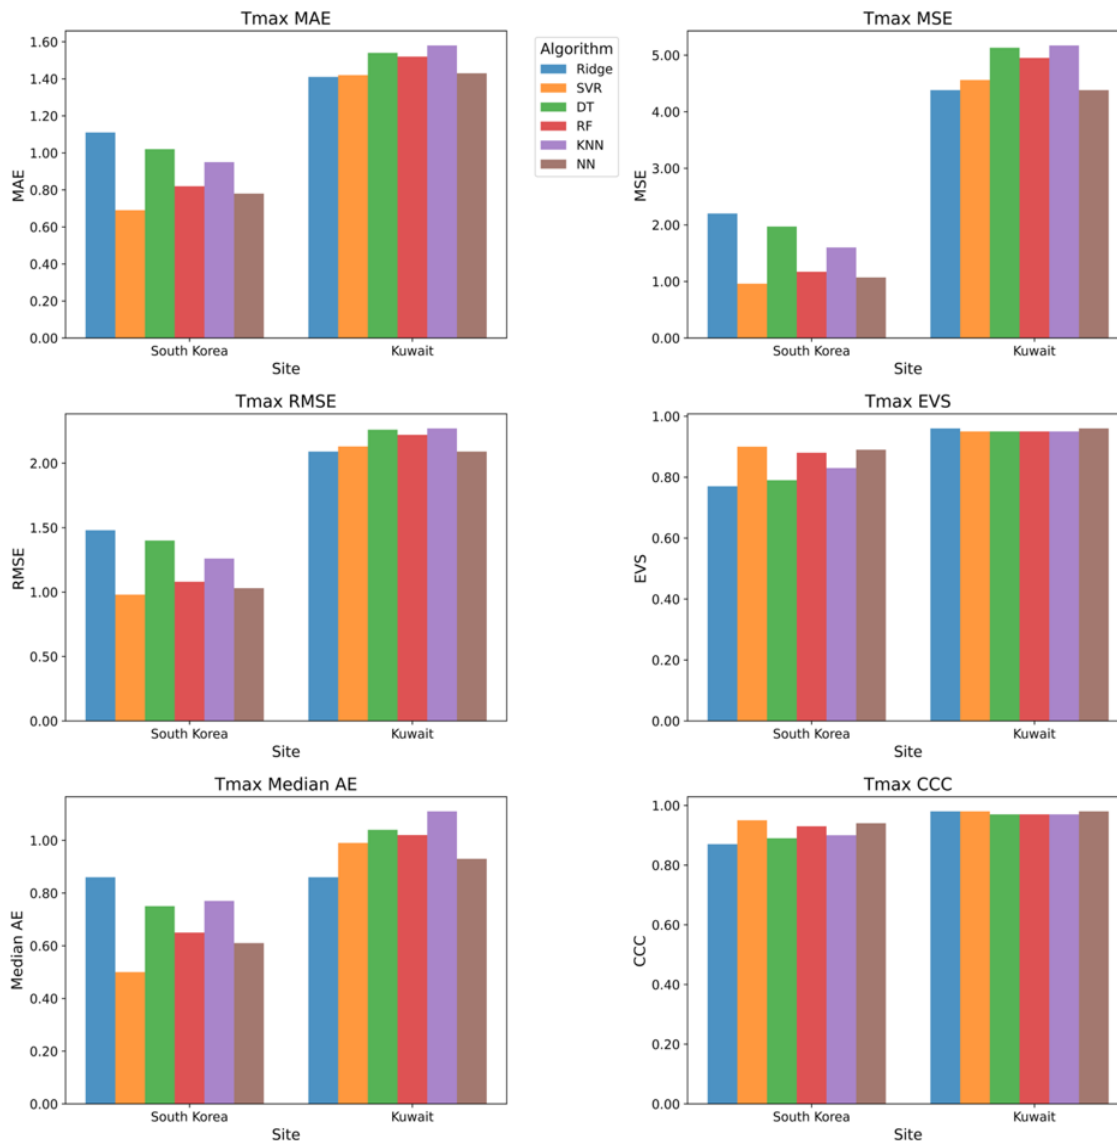 Tmax MAE
1.60
1.40
1.20
1.00
0.80
0.60
0.40
0.20
0.00
MAE
South Korea
Kuwait
Site
Algorithm
Ridge
SVR
DT
RF
KNN
NN
Tmax MSE
5.00
4.00
3.00
2.00
1.00
0.00
MSE
South Korea
Kuwait
Site
Tmax RMSE
2.00
1.50
1.00
0.50
0.00
RMSE
South Korea
Kuwait
Site
Tmax EVS
1.00
0.80
0.60
0.40
0.20
0.00
EVS
South Korea
Kuwait
Site
Tmax Median AE
1.00
0.80
0.60
0.40
0.20
0.00
Median AE
South Korea
Kuwait
Site
Tmax CCC
1.00
0.80
0.60
0.40
0.20
0.00
CCC
South Korea
Kuwait
Site